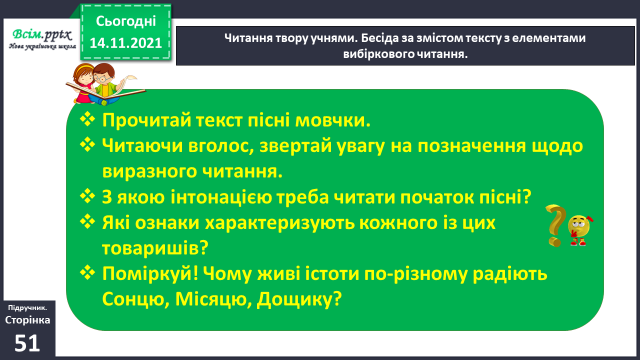 Всім.pptx
Нова українська школа
Сьогодні
14.11.2021
Читання твору учнями. Бесіда за змістом тексту з елементами
вибіркового читання.
❖ Прочитай текст пісні мовчки.
❖ Читаючи вголос, звертай увагу на позначення щодо
виразного читання.
❖ З якою інтонацією треба читати початок пісні?
❖ Які ознаки характеризують кожного із цих
товаришів?
❖ Поміркуй! Чому живі істоти по-різному радіють
Сонцю, Місяцю, Дощику?
Підручник.
Сторінка
51